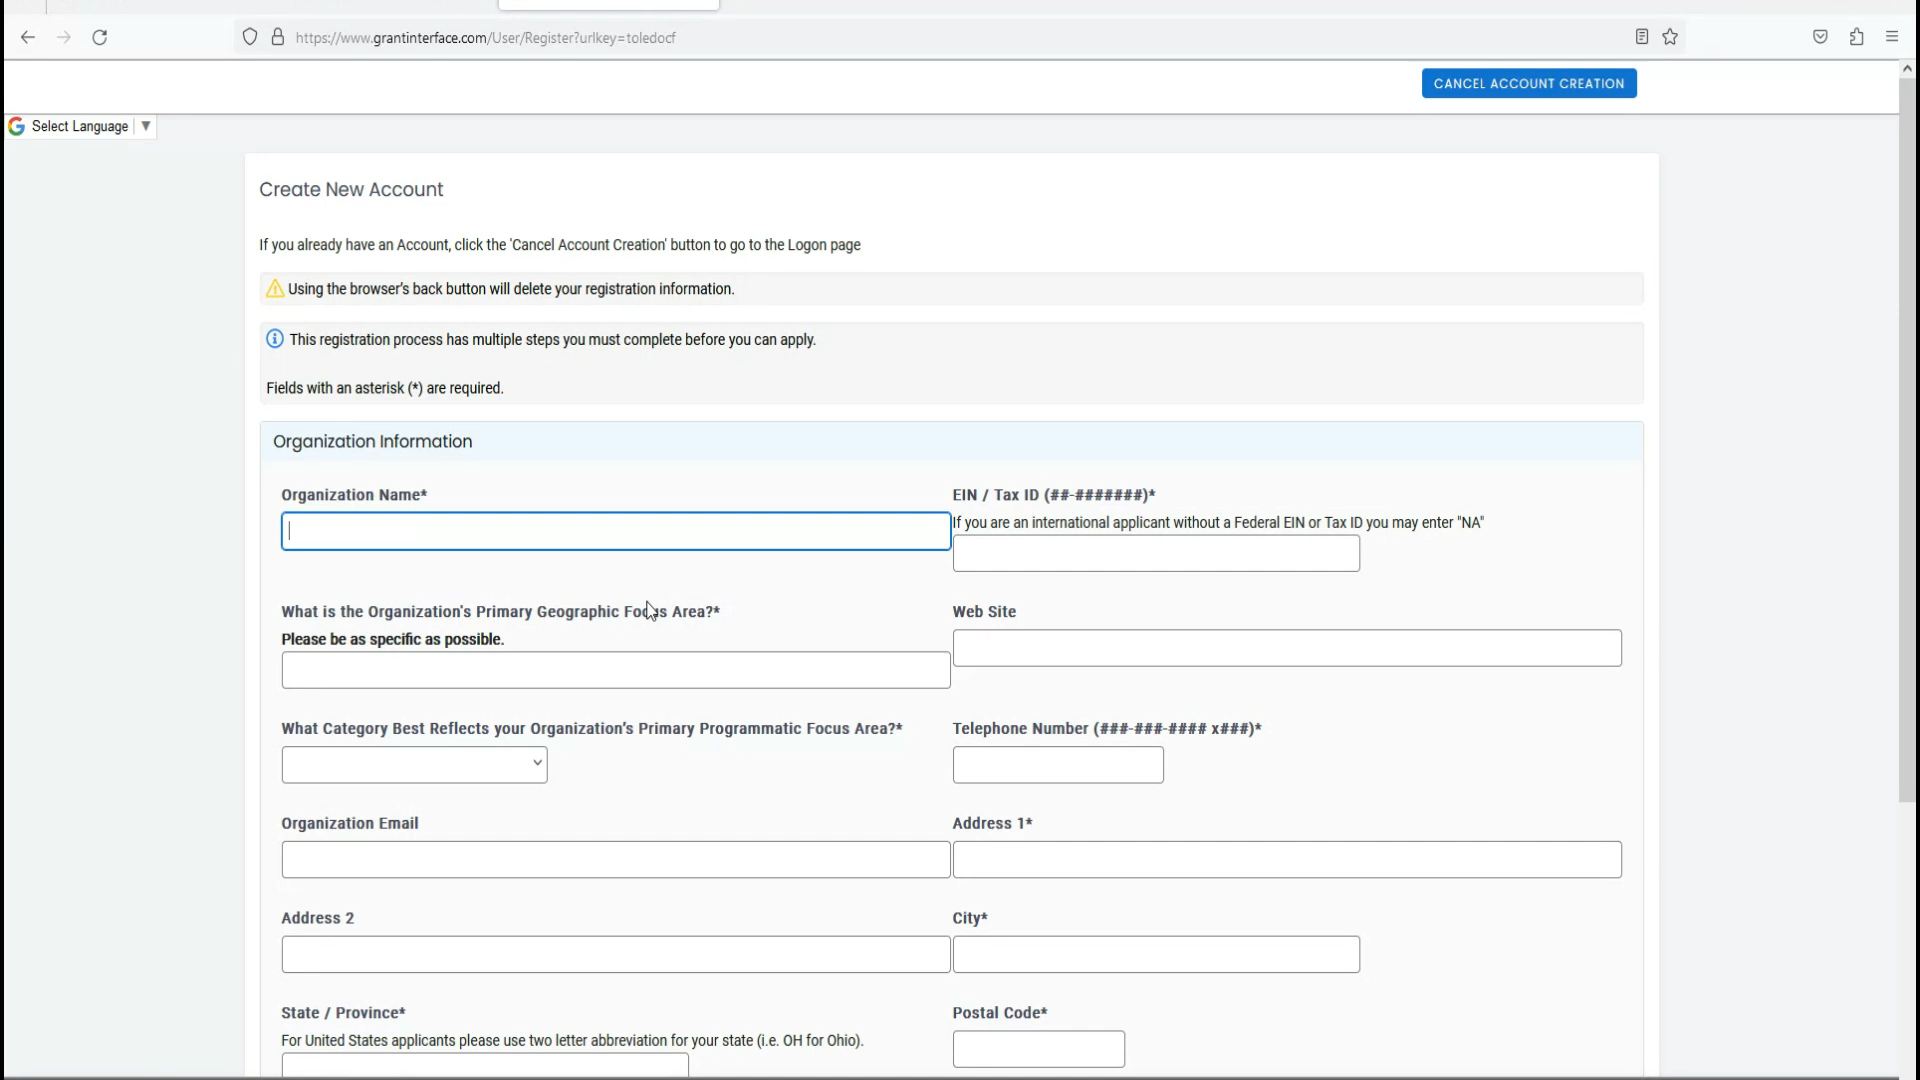 https://www.grantinterface.com/User/Register?urlkey=toledocf
CANCEL ACCOUNT CREATION
Select Language ▼
Create New Account
If you already have an Account, click the 'Cancel Account Creation' button to go to the Logon page
Using the browser's back button will delete your registration information.
This registration process has multiple steps you must complete before you can apply.
Fields with an asterisk (*) are required.
Organization Information
Organization Name*
EIN / Tax ID (##-#######)*
If you are an international applicant without a Federal EIN or Tax ID you may enter "NA"
What is the Organization's Primary Geographic Focus Area?*
Please be as specific as possible.
Web Site
What Category Best Reflects your Organization's Primary Programmatic Focus Area?*
Telephone Number (###-###-#### x###)*
Organization Email
Address 1*
Address 2
City*
State / Province*
For United States applicants please use two letter abbreviation for your state (i.e. OH for Ohio).
Postal Code*